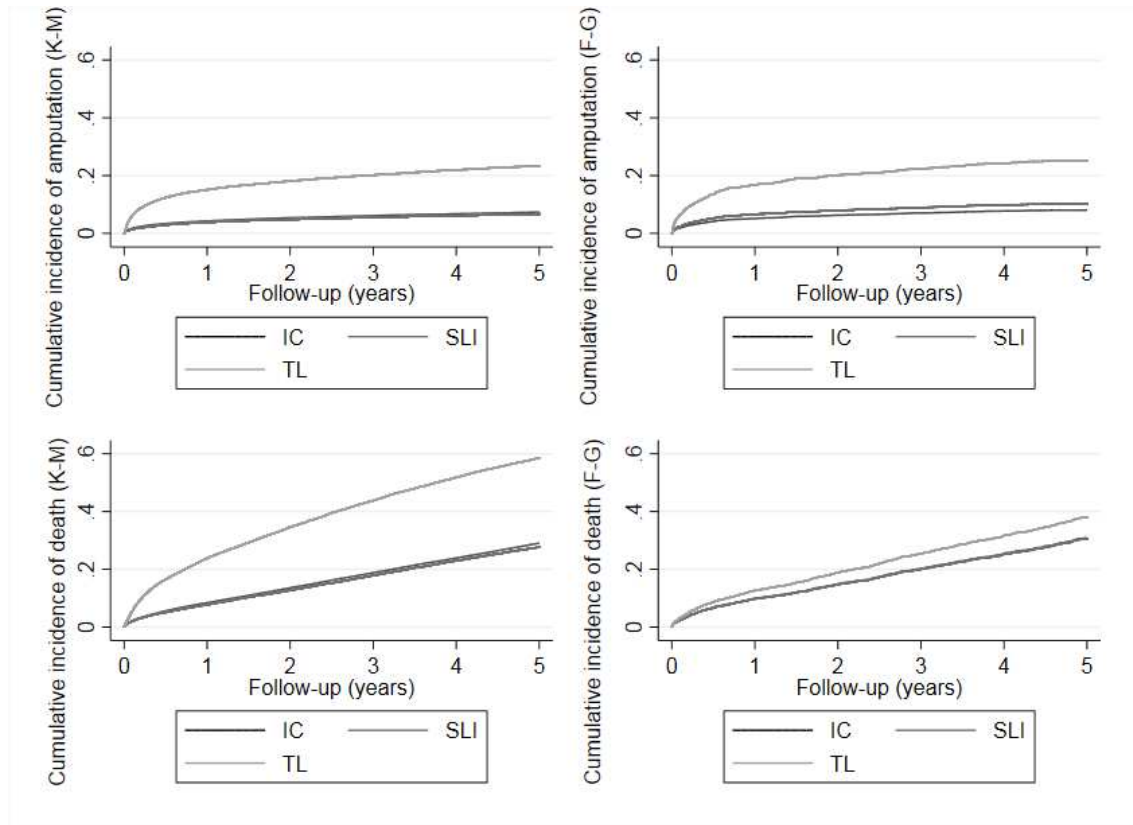 Cumulative incidence of amputation (K-M)
.6
.4
.2
0
0 1 2 3 4 5
Follow-up (years)
IC SLI
TL
Cumulative incidence of amputation (F-G)
.6
.4
.2
0
0 1 2 3 4 5
Follow-up (years)
IC SLI
TL
Cumulative incidence of death (K-M)
.6
.4
.2
0
0 1 2 3 4 5
Follow-up (years)
IC SLI
TL
Cumulative incidence of death (F-G)
.6
.4
.2
0
0 1 2 3 4 5
Follow-up (years)
IC SLI
TL